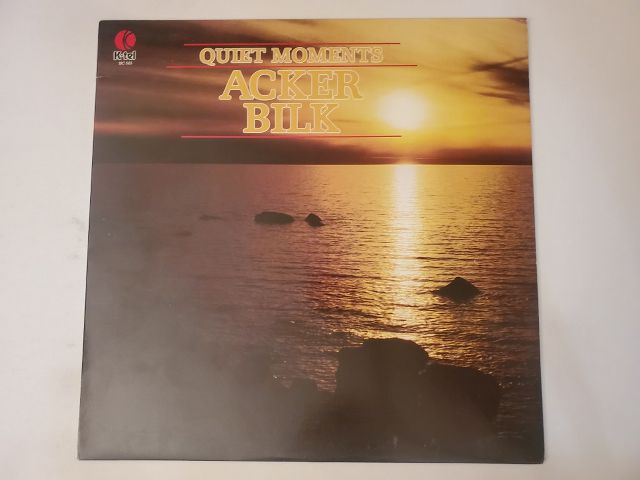 K-tel
QUIET MOMENTS
ACKER
BILK